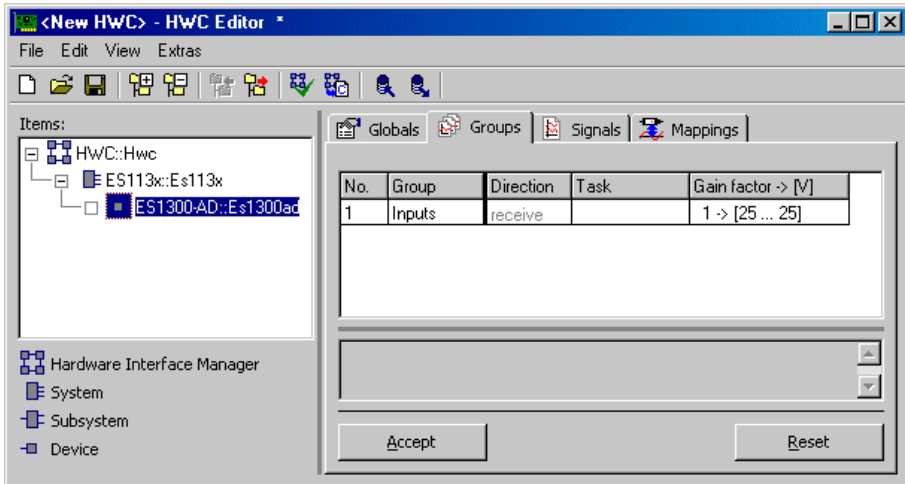 <New HWC> - HWC Editor *
File Edit View Extras
Items:
HWC::Hwc
ES113x::Es113x
ES1300-AD::Es1300ad
Hardware Interface Manager
System
Subsystem
Device
Globals Groups Signals Mappings
No. Group Direction Task Gain factor -> [V]
1 Inputs receive 1 -> [25 ... 25]
Accept Reset